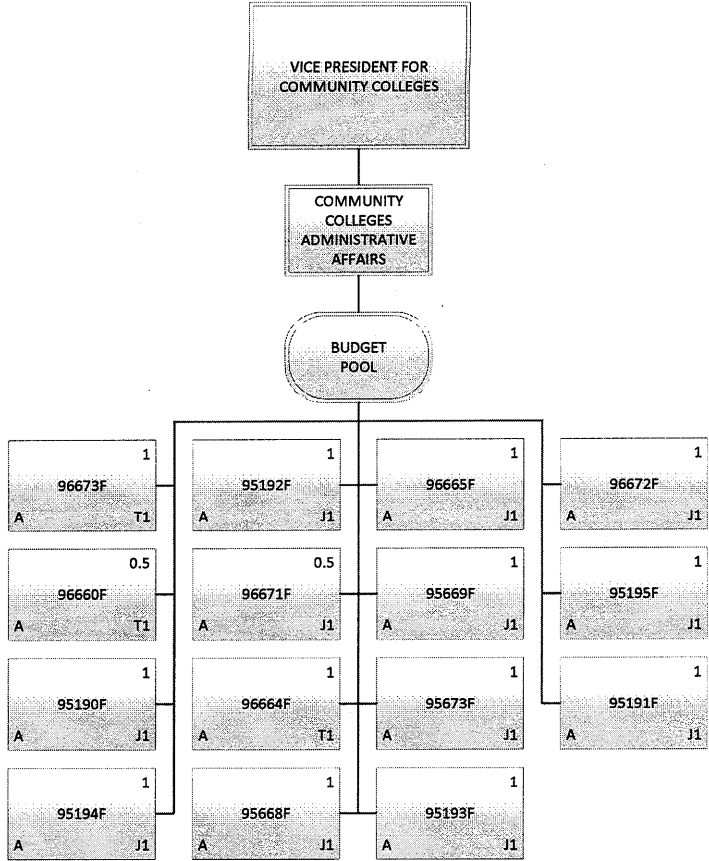 VICE PRESIDENT FOR
COMMUNITY COLLEGES
COMMUNITY
COLLEGES
ADMINISTRATIVE
AFFAIRS
BUDGET
POOL
1
96673F
A T1
1
95192F
A J1
1
96665F
A J1
1
96672F
A J1
0.5
96660F
A T1
0.5
96671F
A J1
1
95669F
A J1
1
95195F
A J1
1
95190F
A J1
1
96664F
A T1
1
95673F
A J1
1
95191F
A J1
1
95194F
A J1
1
95668F
A J1
1
95193F
A J1